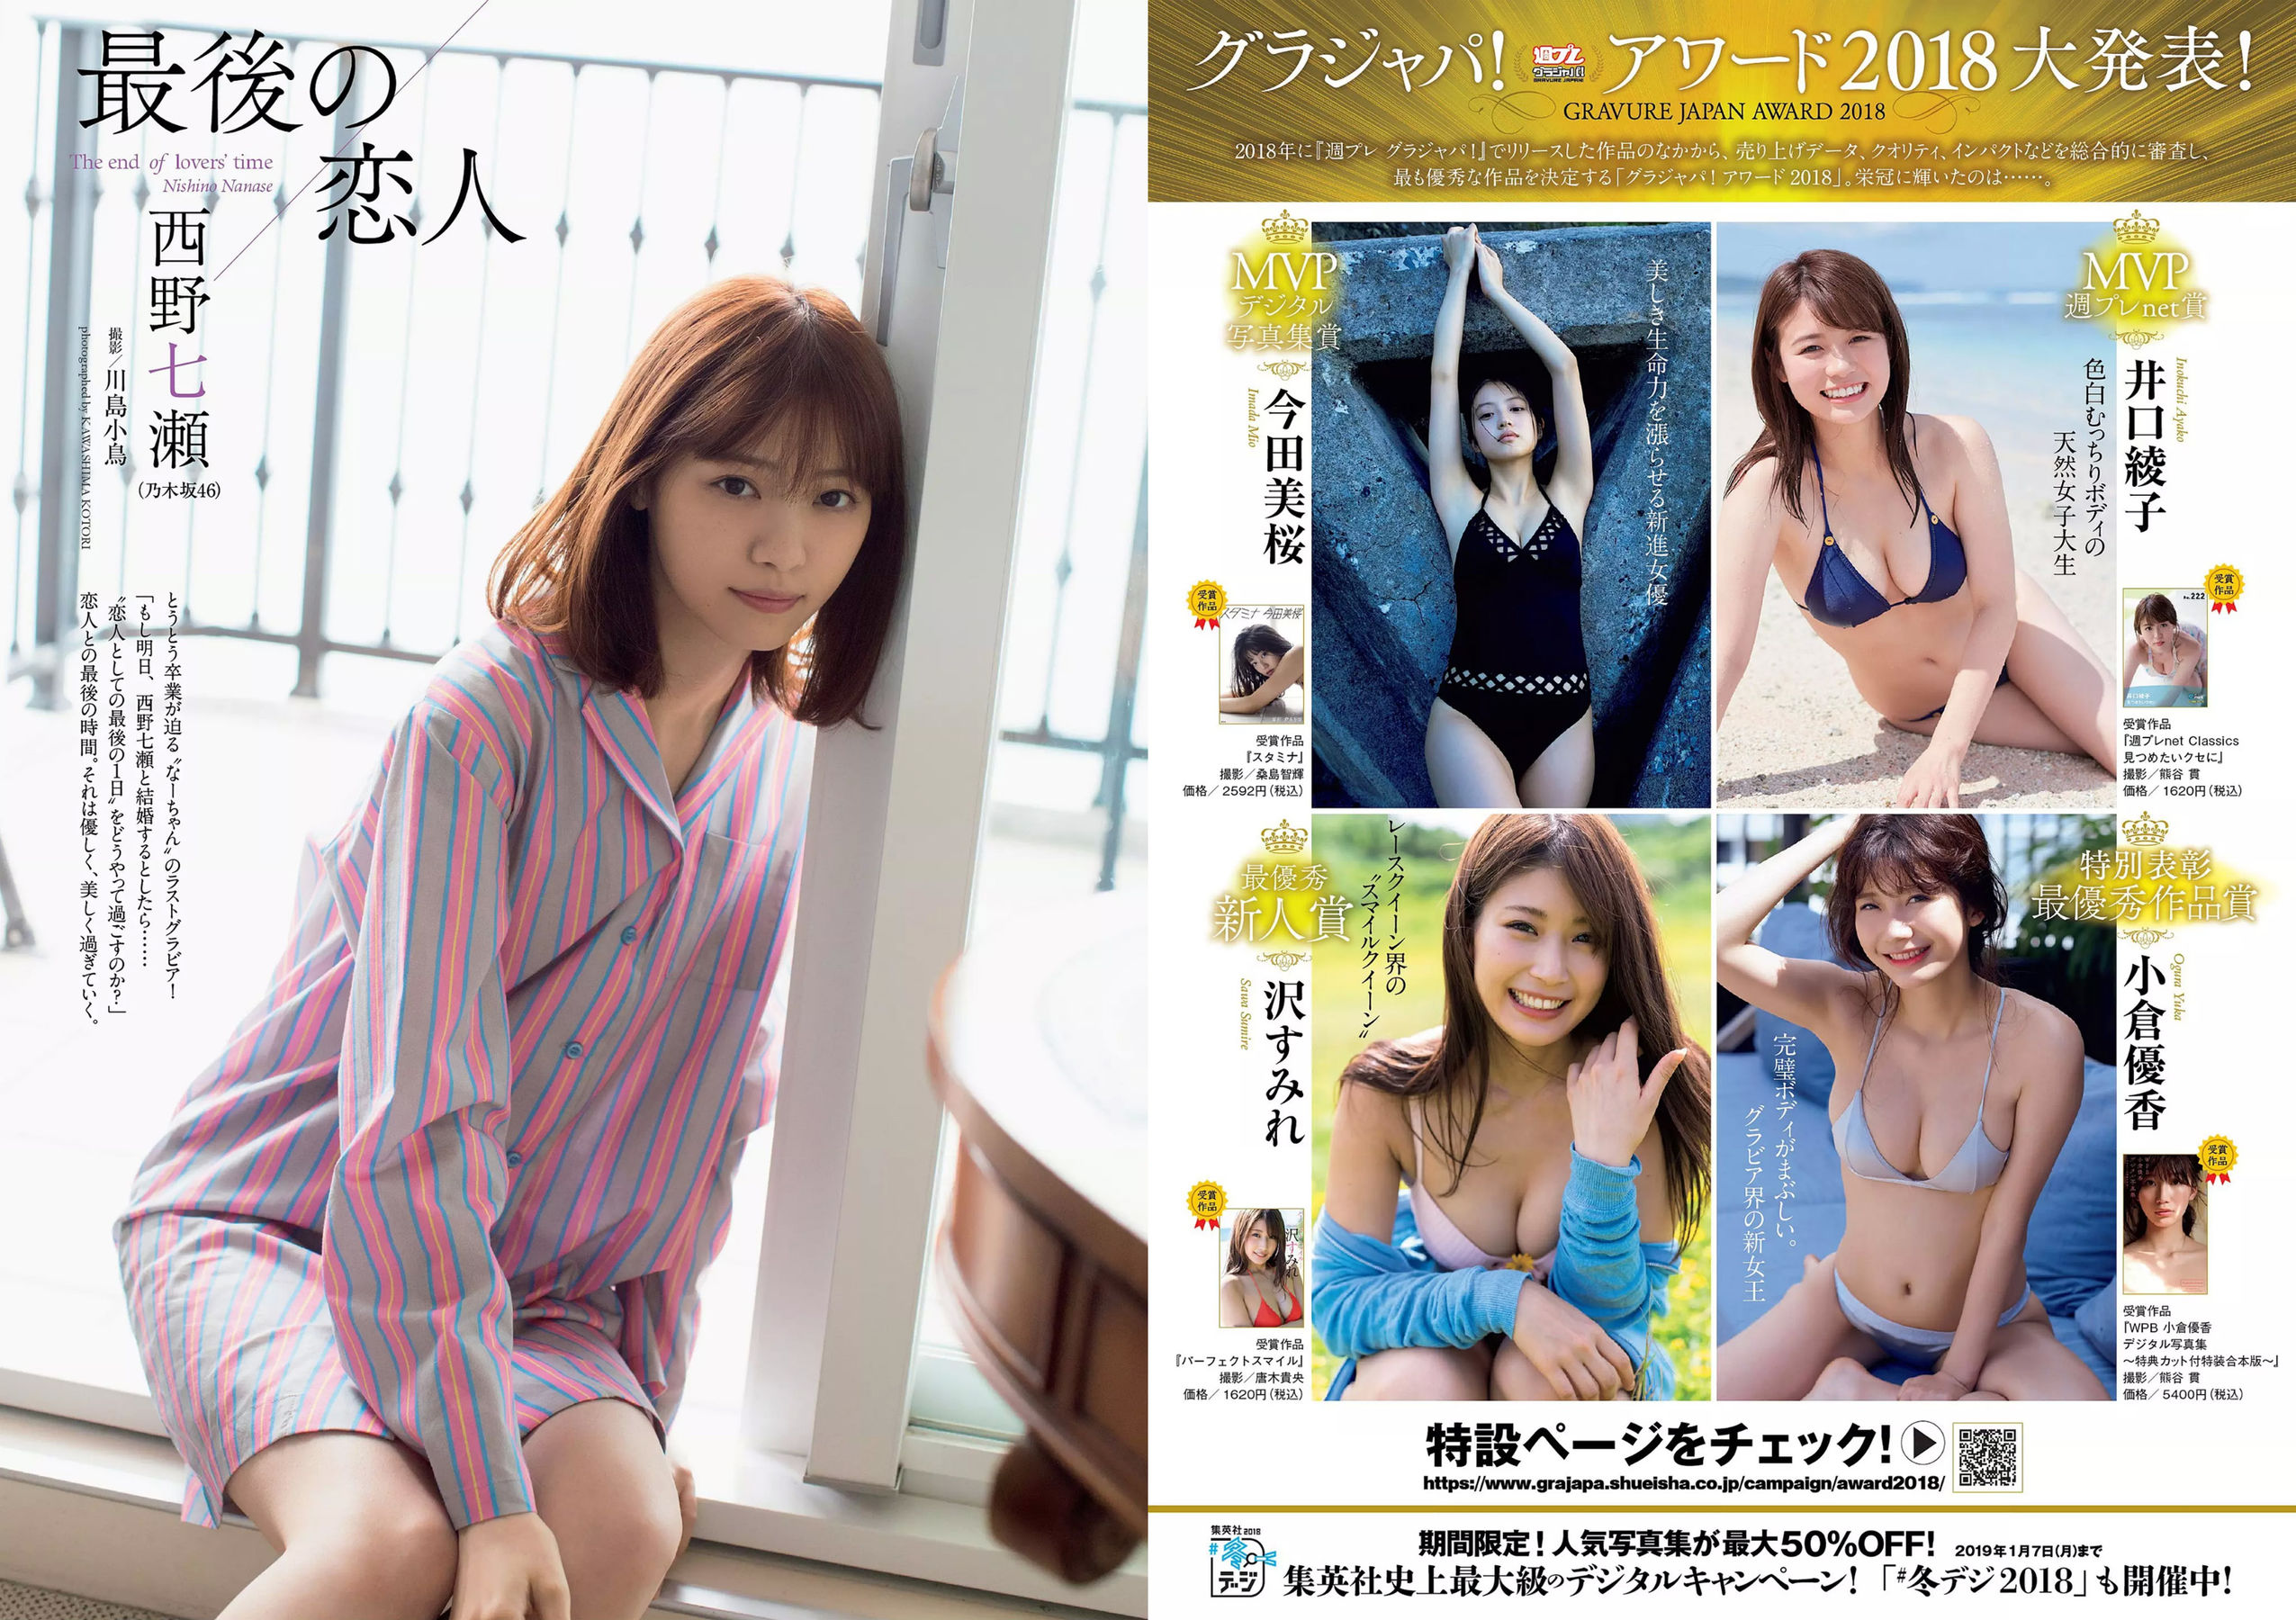 最後の
恋人
The end of lovers' time
Nishino Nanase
西野七瀬
(乃木坂46)
撮影／川島小鳥
photographed by KAWASHIMA KOTORI
とうとう卒業が迫る“なーちゃん”のラストグラビア！
「もし明日、西野七瀬と結婚するとしたら……
“恋人としての最後の1日”をどうやって過ごすのか？」
恋人との最後の時間。それは優しく、美しく過ぎていく。
グラジャパ！
週プレ
グラジャパ!
GRAVURE JAPAN
アワード2018大発表！
GRAVURE JAPAN AWARD 2018
2018年に『週プレ グラジャパ！』でリリースした作品のなかから、売り上げデータ、クオリティ、インパクトなどを総合的に審査し、
最も優秀な作品を決定する「グラジャパ！アワード2018」。栄冠に輝いたのは……。
MVP
週プレnet賞
井口綾子
Inokuchi Ayako
色白むっちりボディの
天然女子大生
受賞
作品
No.222
受賞作品
『週プレnet Classics
見つめたいクセに』
撮影／熊谷 貫
価格／1620円（税込）
MVP
デジタル
写真集賞
今田美桜
Imada Mio
美しき生命力を漲らせる新進女優
受賞
作品
スタミナ 今田美桜
受賞作品
『スタミナ』
撮影／桑島智輝
価格／2592円（税込）
特別表彰
最優秀作品賞
小倉優香
Ogura Yuka
完璧ボディがまぶしい。
グラビア界の新女王
受賞
作品
受賞作品
『WPB 小倉優香
デジタル写真集
～特典カット付特装合本版～』
撮影／熊谷 貫
価格／5400円（税込）
最優秀
新人賞
沢すみれ
Sawa Sumire
レースクイーン界の
“スマイルクイーン”
受賞
作品
沢すみれ
受賞作品
『パーフェクトスマイル』
撮影／唐木貴央
価格／1620円（税込）
特設ページをチェック！
https://www.grajapa.shueisha.co.jp/campaign/award2018/
集英社2018
#冬
デジ
期間限定！人気写真集が最大50％OFF！ 2019年1月7日(月)まで
集英社史上最大級のデジタルキャンペーン！「#冬デジ2018」も開催中！